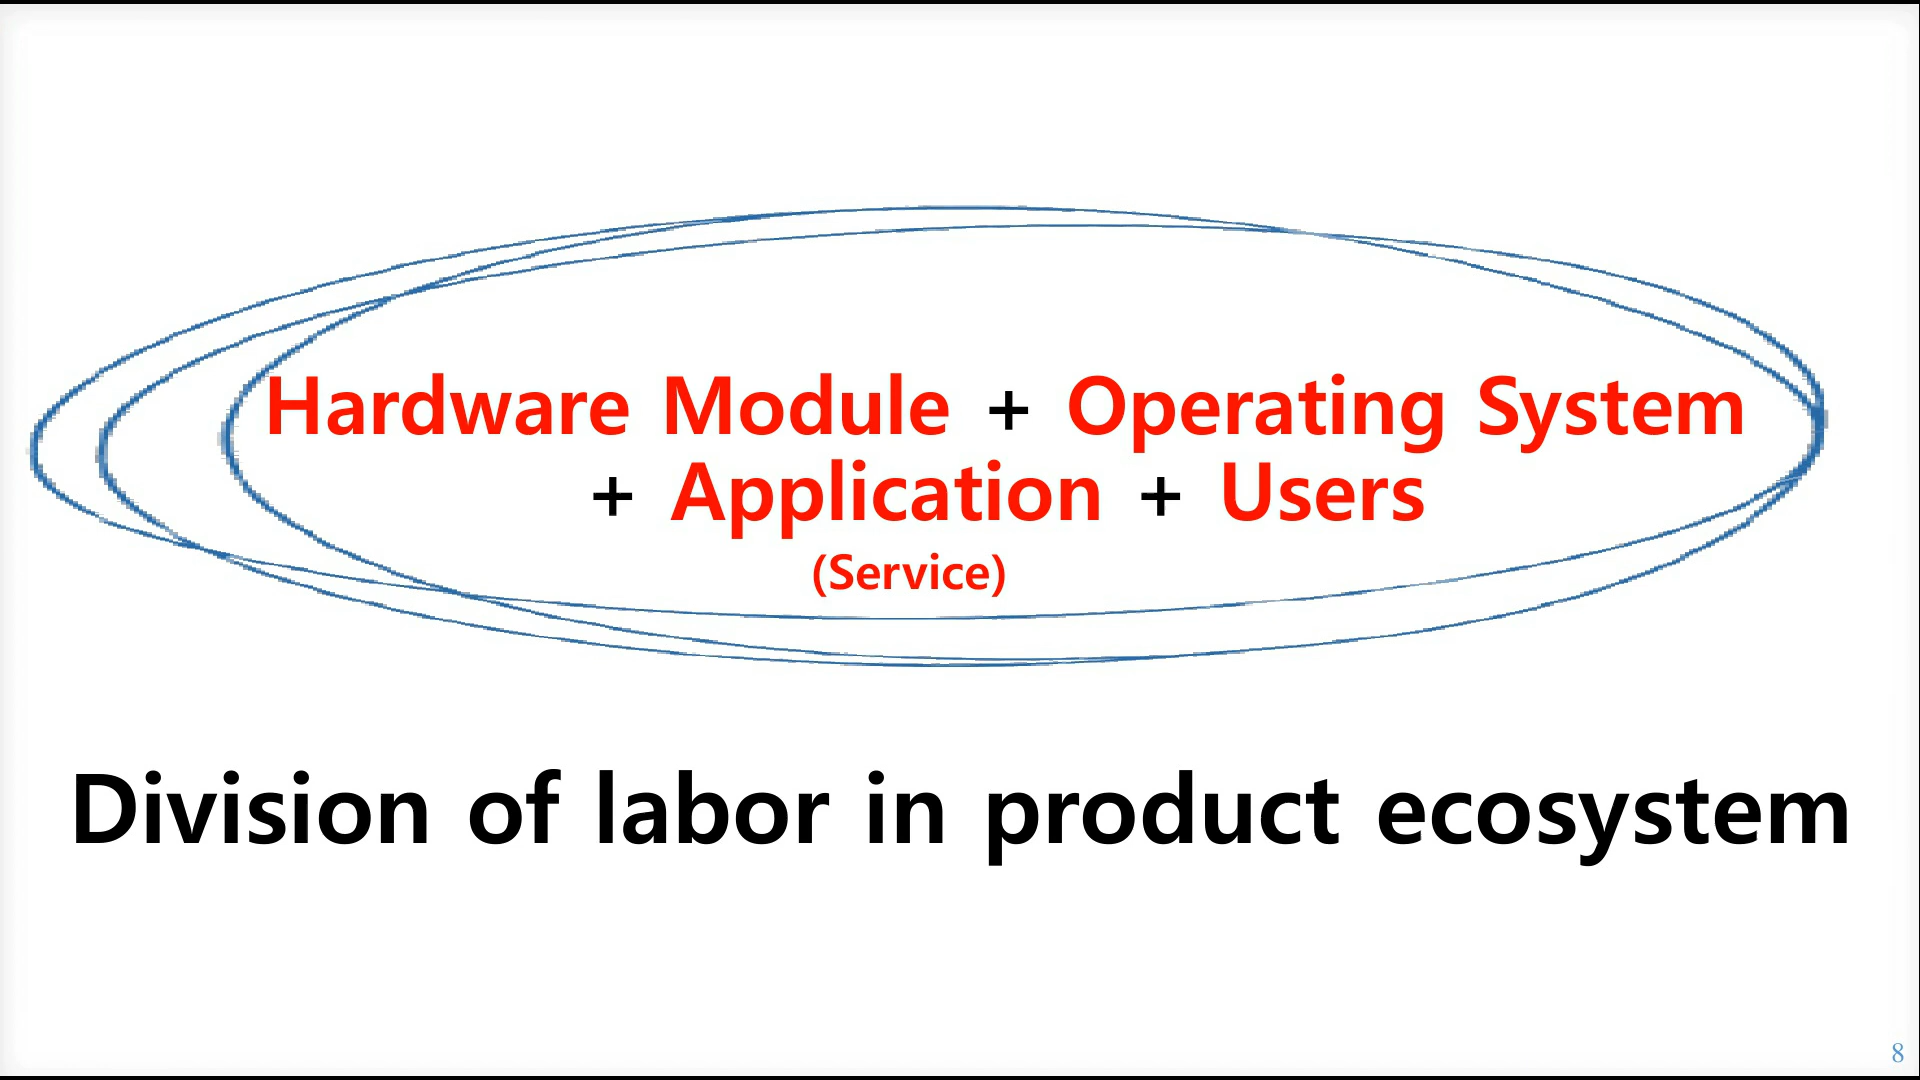 Hardware Module + Operating System
+ Application + Users
(Service)
Division of labor in product ecosystem
8